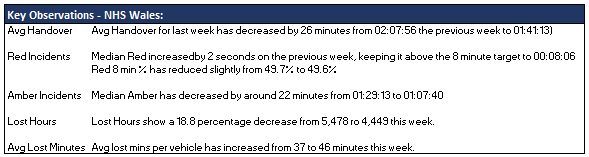 Key Observations - NHS Wales:
Avg Handover Avg Handover for last week has decreased by 26 minutes from 02:07:56 the previous week to 01:41:13)
Red Incidents Median Red increasedby 2 seconds on the previous week, keeping it above the 8 minute target to 00:08:06
Red 8 min % has reduced slightly from 49.7% to 49.6%
Amber Incidents Median Amber has decreased by around 22 minutes from 01:29:13 to 01:07:40
Lost Hours Lost Hours show a 18.8 percentage decrease from 5,478 ro 4,449 this week.
Avg Lost Minutes Avg lost mins per vehicle has increased from 37 to 46 minutes this week.